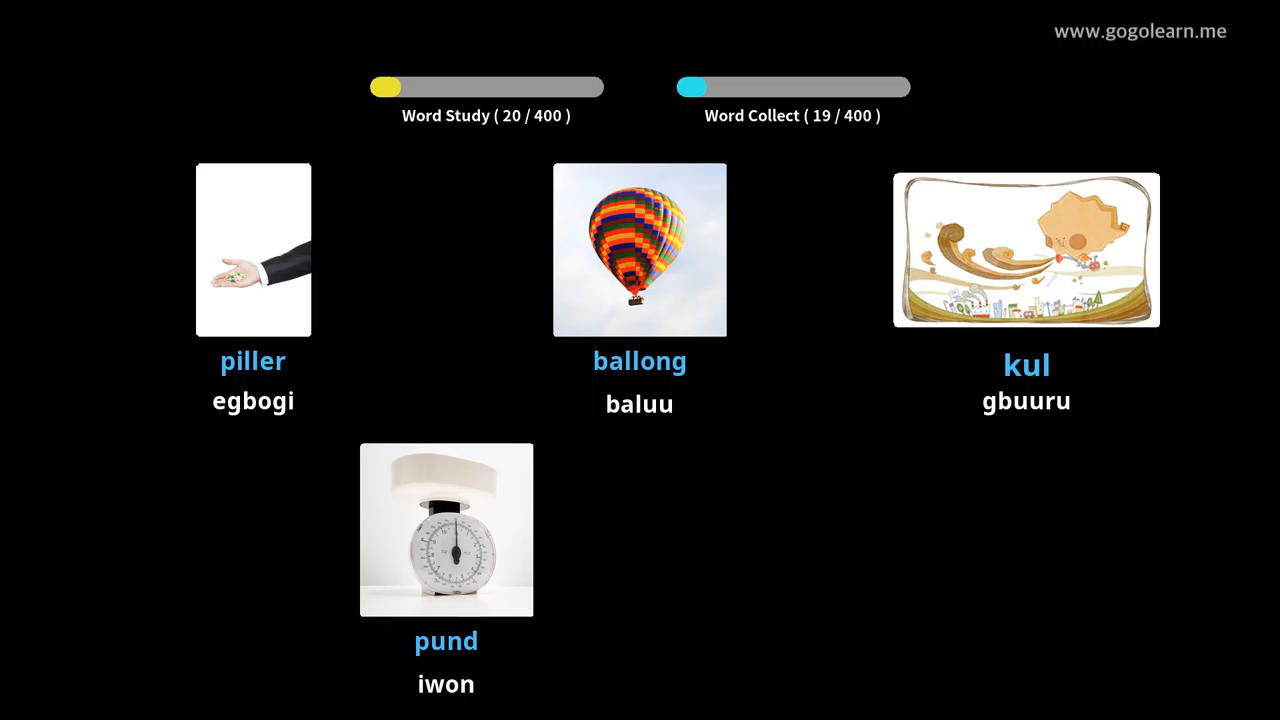 www.gogolearn.me
Word Study ( 20 / 400 )
Word Collect ( 19 / 400 )
piller
egbogi
ballong
baluu
kul
gbuuru
pund
iwon